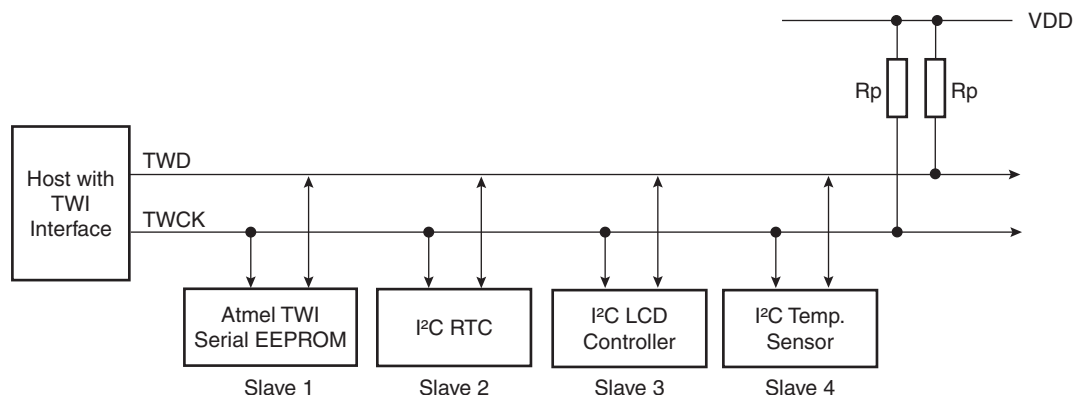 VDD
Rp
Rp
Host with
TWI
Interface
TWD
TWCK
Atmel TWI
Serial EEPROM
I²C RTC
I²C LCD
Controller
I²C Temp.
Sensor
Slave 1
Slave 2
Slave 3
Slave 4